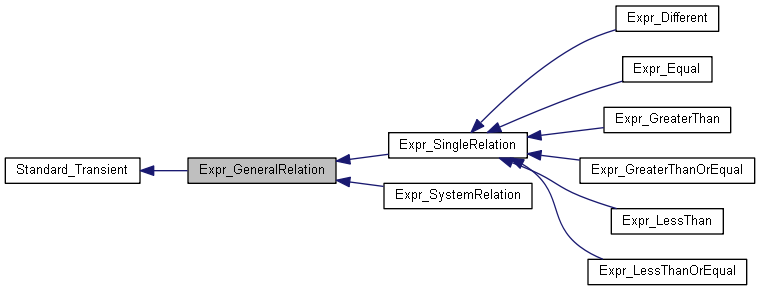 Expr_Different
Expr_Equal
Expr_GreaterThan
Expr_SingleRelation
Standard_Transient
Expr_GeneralRelation
Expr_GreaterThanOrEqual
Expr_SystemRelation
Expr_LessThan
Expr_LessThanOrEqual